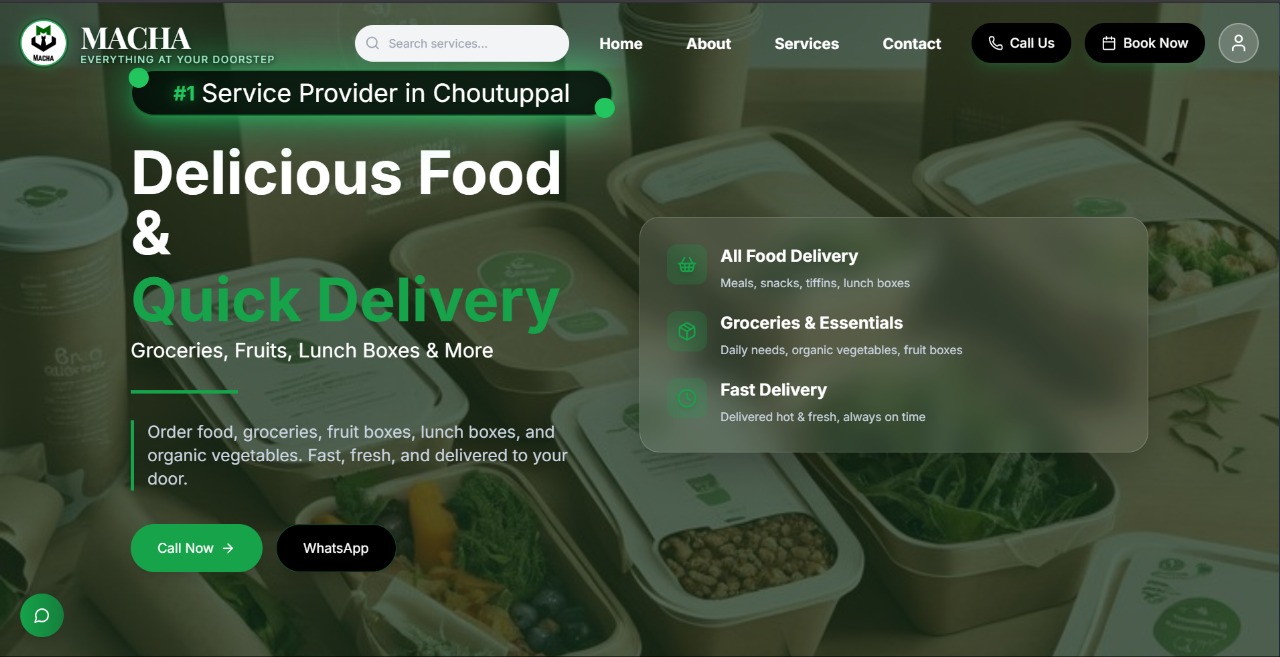 MACHA
MACHA
EVERYTHING AT YOUR DOORSTEP
Search services...
Home
About
Services
Contact
Call Us
Book Now
#1 Service Provider in Choutuppal
Delicious Food
&
Quick Delivery
Groceries, Fruits, Lunch Boxes & More
Order food, groceries, fruit boxes, lunch boxes, and
organic vegetables. Fast, fresh, and delivered to your
door.
Call Now
WhatsApp
All Food Delivery
Meals, snacks, tiffins, lunch boxes
Groceries & Essentials
Daily needs, organic vegetables, fruit boxes
Fast Delivery
Delivered hot & fresh, always on time